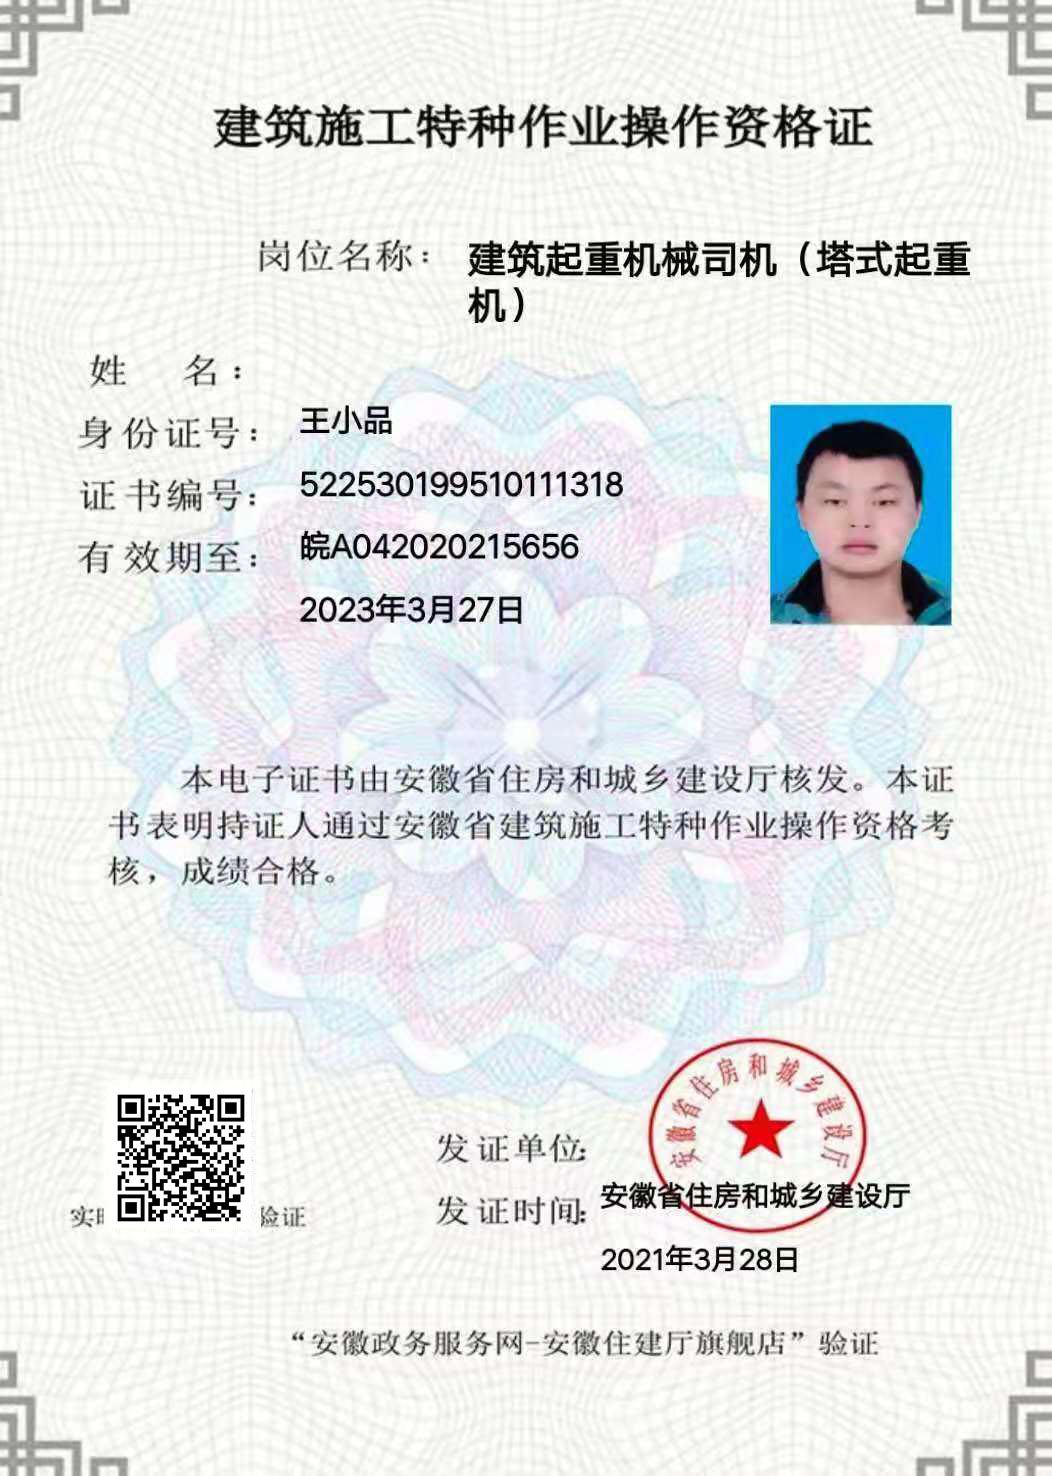 建筑施工特种作业操作资格证
岗位名称：
建筑起重机械司机（塔式起重
机）
姓 名：
王小品
身份证号：
522530199510111318
证书编号：
皖A042020215656
有效期至：
2023年3月27日
本电子证书由安徽省住房和城乡建设厅核发。本证
书表明持证人通过安徽省建筑施工特种作业操作资格考
核，成绩合格。
安徽省住房和城乡建设厅
发证单位：
安徽省住房和城乡建设厅
发证时间：
2021年3月28日
实
验证
“安徽政务服务网-安徽住建厅旗舰店”验证